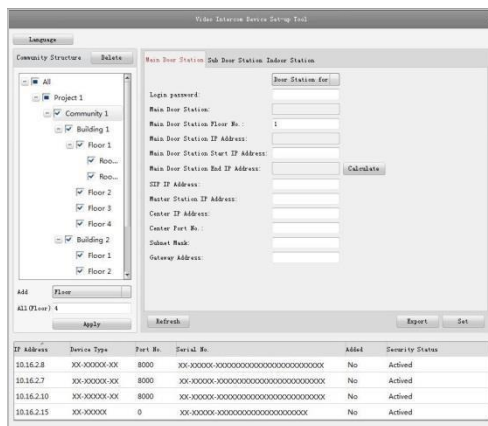 Video Intercom Device Set-up Tool
Language
Community Structure
Delete
All
Project 1
Community 1
Building 1
Floor 1
Roo...
Roo...
Floor 2
Floor 3
Floor 4
Building 2
Floor 1
Floor 2
Add
Floor
All(Floor) 4
Apply
Main Door Station Sub Door Station Indoor Station
Door Station for
Login password:
Main Door Station:
Main Door Station Floor No.: 1
Main Door Station IP Address:
Main Door Station Start IP Address:
Main Door Station End IP Address:
Calculate
SIP IP Address:
Master Station IP Address:
Center IP Address:
Center Port No.:
Subnet Mask:
Gateway Address:
Refresh
Export
Set
IP Address Device Type Port No. Serial No. Added Security Status
10.16.2.8 XX-XXXXX-XX 8000 XX-XXXXX-XXXXXXXXXXXXXXXXXXXXXXX No Actived
10.16.2.7 XX-XXXXX-XX 8000 XX-XXXXX-XXXXXXXXXXXXXXXXXXXXXXX No Actived
10.16.2.10 XX-XXXXX-XX 8000 XX-XXXXX-XXXXXXXXXXXXXXXXXXXXXXX No Actived
10.16.2.15 XX-XXXXX 0 XX-XXXXX-XXXXXXXXXXXXXXXXXXXX No Actived